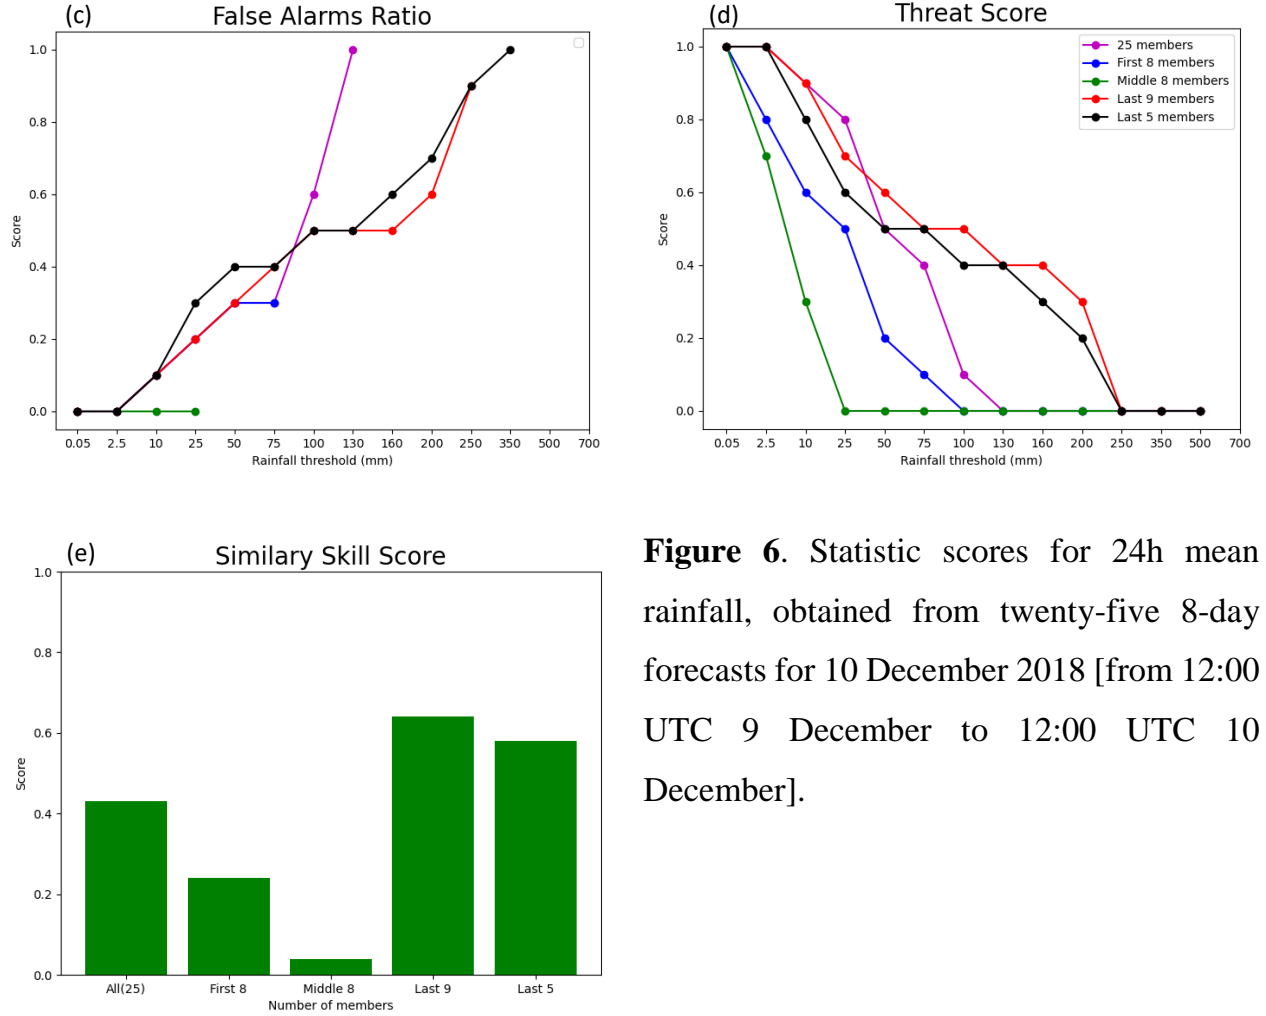 (c)
False Alarms Ratio
1.0
0.8
0.6
0.4
0.2
0.0
Score
0.05 2.5 10 25 50 75 100 130 160 200 250 350 500 700
Rainfall threshold (mm)
(d)
Threat Score
1.0
0.8
0.6
0.4
0.2
0.0
Score
25 members
First 8 members
Middle 8 members
Last 9 members
Last 5 members
0.05 2.5 10 25 50 75 100 130 160 200 250 350 500 700
Rainfall threshold (mm)
(e)
Similary Skill Score
1.0
0.8
0.6
0.4
0.2
0.0
Score
All(25) First 8 Middle 8 Last 9 Last 5
Number of members
Figure 6. Statistic scores for 24h mean
rainfall, obtained from twenty-five 8-day
forecasts for 10 December 2018 [from 12:00
UTC 9 December to 12:00 UTC 10
December].